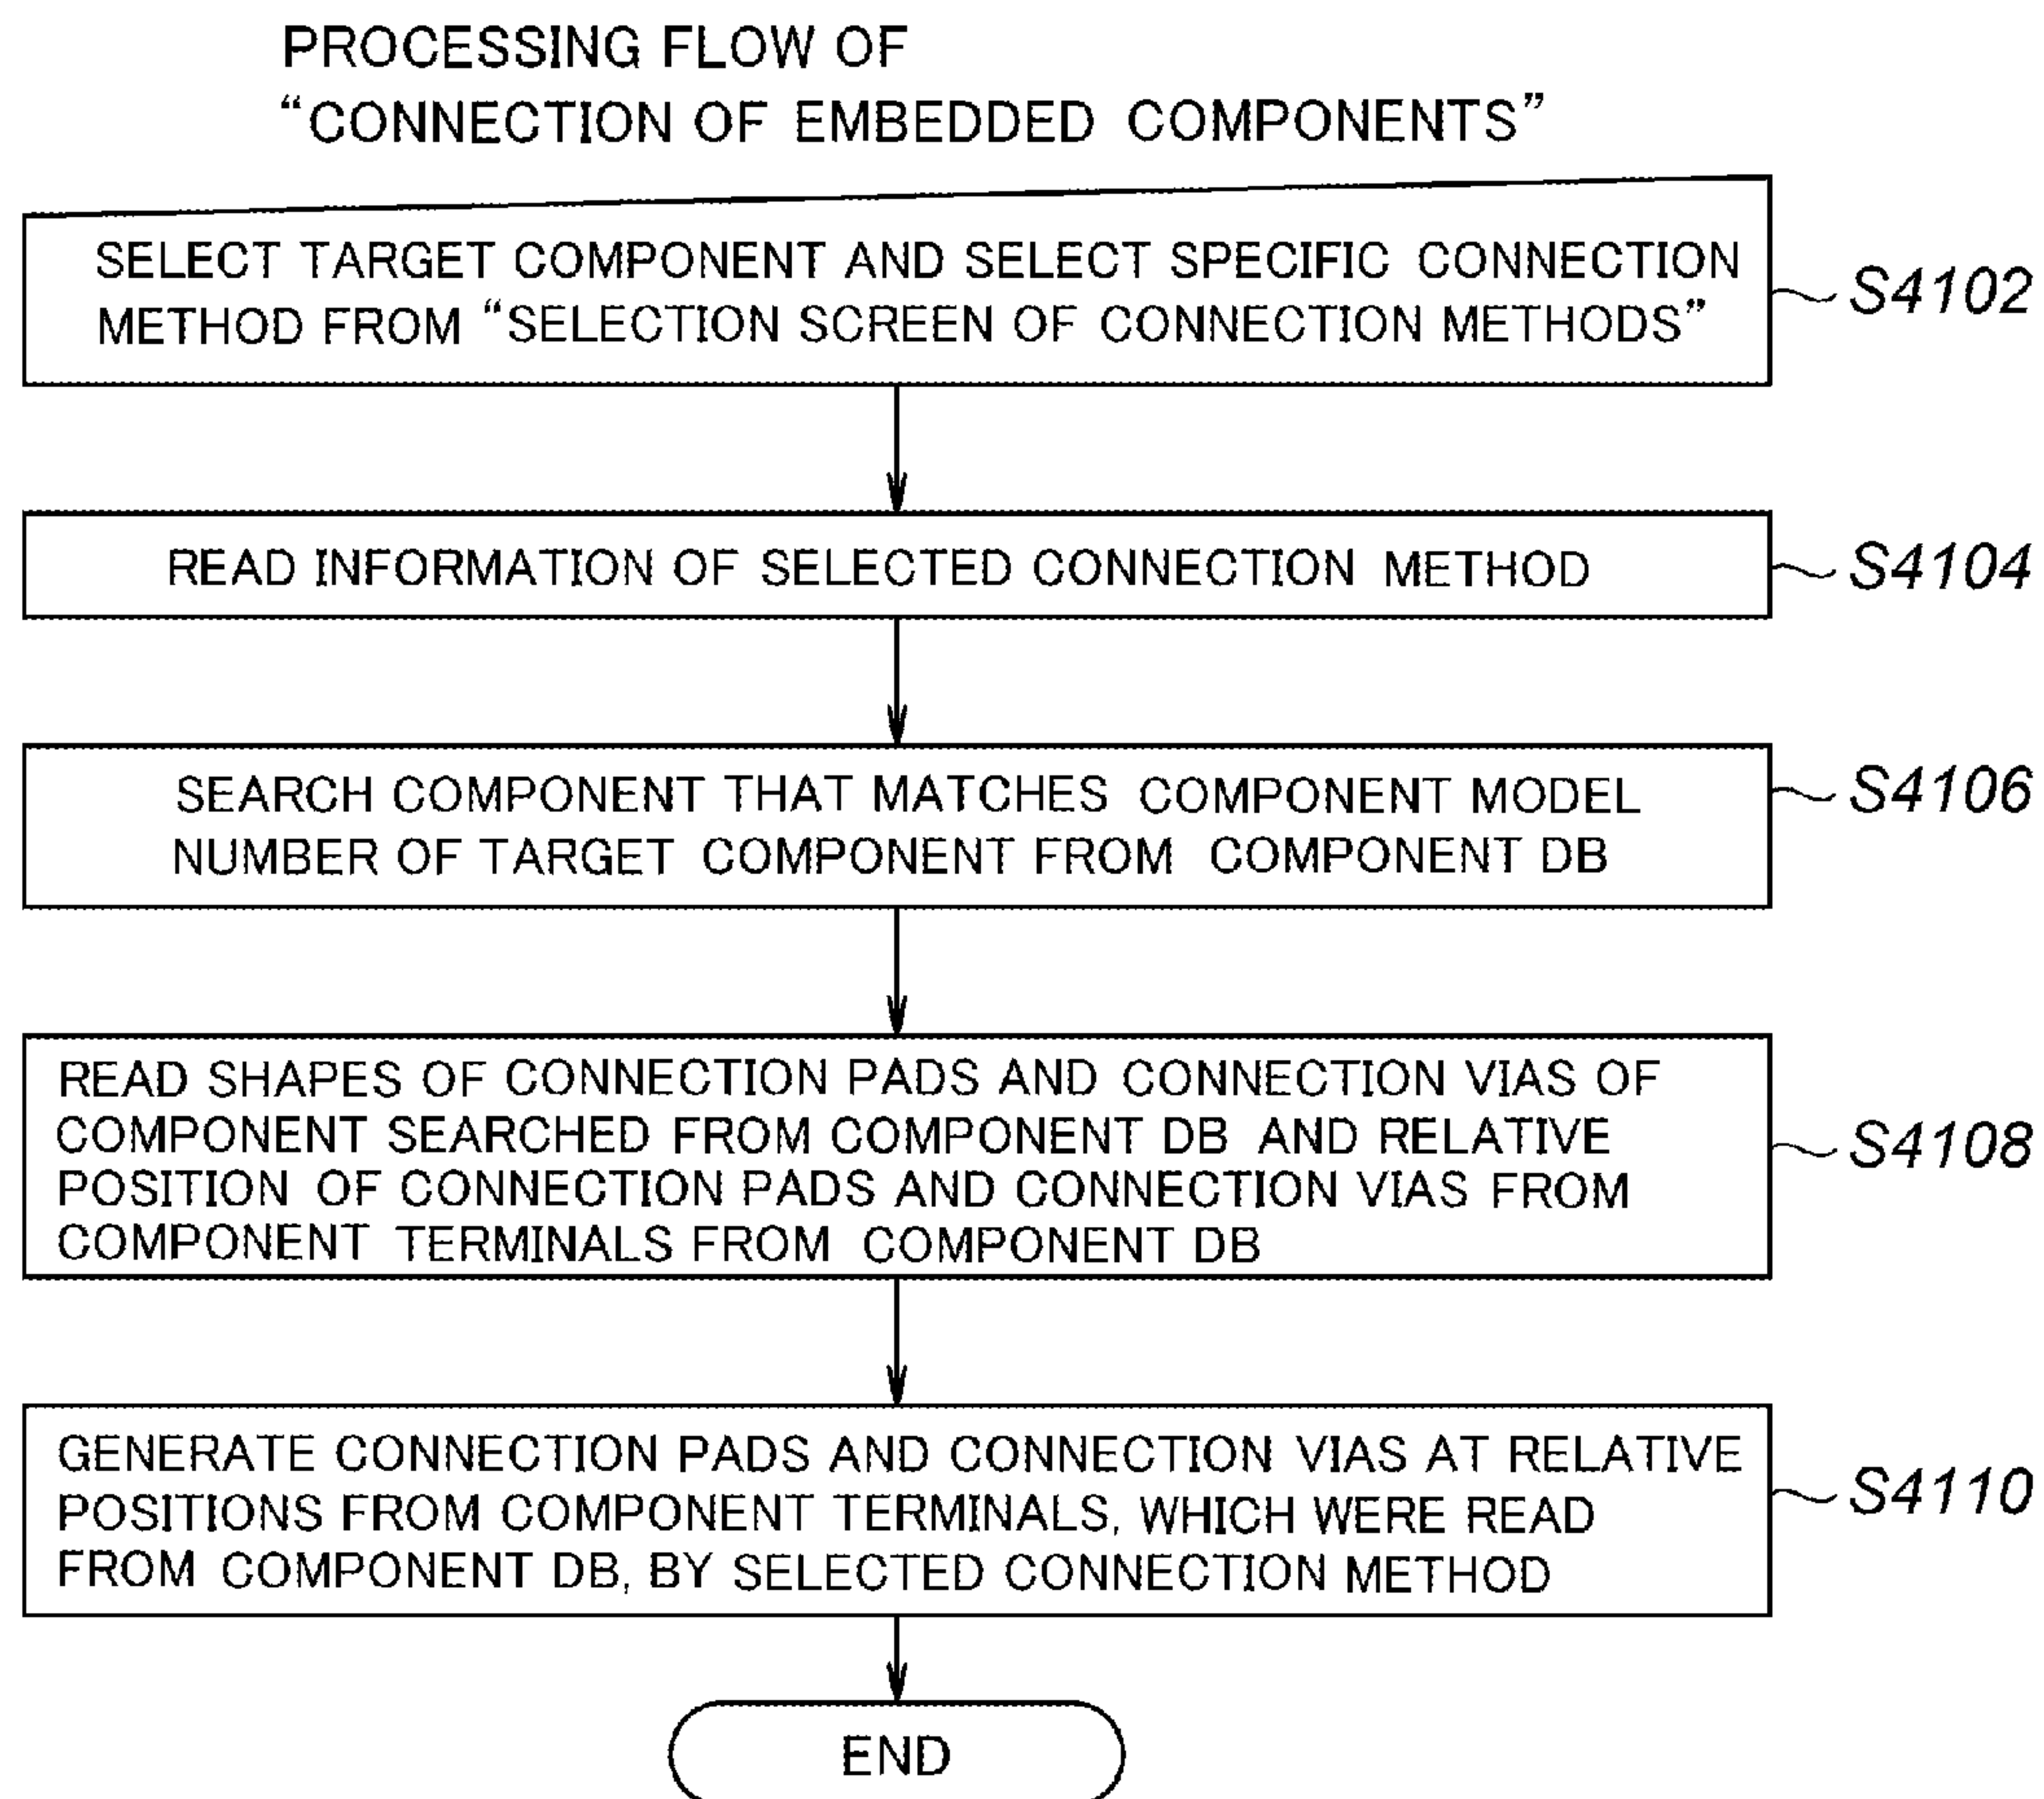 PROCESSING FLOW OF
“CONNECTION OF EMBEDDED COMPONENTS”
SELECT TARGET COMPONENT AND SELECT SPECIFIC CONNECTION
METHOD FROM “SELECTION SCREEN OF CONNECTION METHODS”
S4102
READ INFORMATION OF SELECTED CONNECTION METHOD
S4104
SEARCH COMPONENT THAT MATCHES COMPONENT MODEL
NUMBER OF TARGET COMPONENT FROM COMPONENT DB
S4106
READ SHAPES OF CONNECTION PADS AND CONNECTION VIAS OF
COMPONENT SEARCHED FROM COMPONENT DB AND RELATIVE
POSITION OF CONNECTION PADS AND CONNECTION VIAS FROM
COMPONENT TERMINALS FROM COMPONENT DB
S4108
GENERATE CONNECTION PADS AND CONNECTION VIAS AT RELATIVE
POSITIONS FROM COMPONENT TERMINALS, WHICH WERE READ
FROM COMPONENT DB, BY SELECTED CONNECTION METHOD
S4110
END